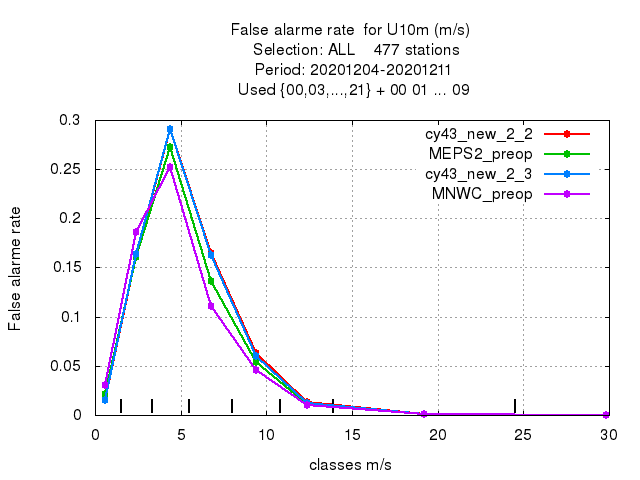 False alarme rate  for U10m (m/s)
Selection: ALL    477 stations
Period: 20201204-20201211
Used {00,03,...,21} + 00 01 ... 09
cy43_new_2_2
MEPS2_preop
cy43_new_2_3
MNWC_preop
False alarme rate
0.3
0.25
0.2
0.15
0.1
0.05
0
0 5 10 15 20 25 30
classes m/s